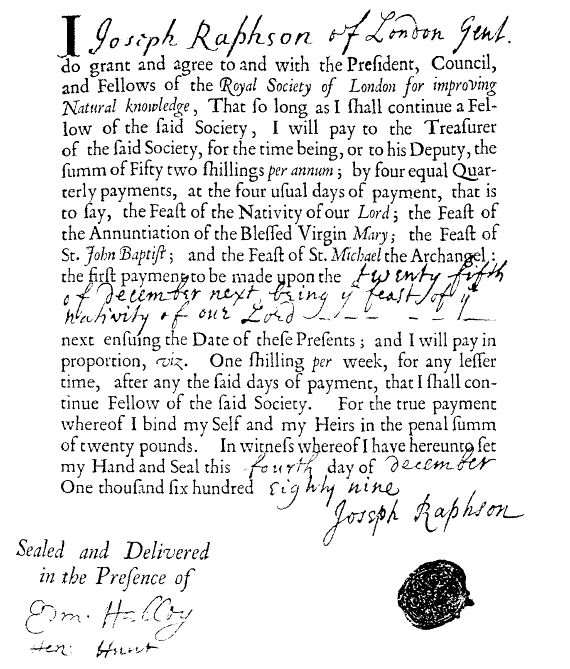 I Joseph Raphson of London Gent.
do grant and agree to and with the Preſident, Council,
and Fellows of the Royal Society of London for improving
Natural knowledge, That ſo long as I ſhall continue a Fel-
low of the ſaid Society, I will pay to the Treaſurer
of the ſaid Society, for the time being, or to his Deputy, the
ſumm of Fifty two ſhillings per annum; by four equal Quar-
terly payments, at the four uſual days of payment, that is
to ſay, the Feaſt of the Nativity of our Lord; the Feaſt of
the Annuntiation of the Bleſſed Virgin Mary; the Feaſt of
St. John Baptiſt; and the Feaſt of St. Michael the Archangel:
the firſt payment to be made upon the twenty fifth
of december next, being yᵉ feast of yᵉ
nativity of our Lord
next enſuing the Date of theſe Preſents; and I will pay in
proportion, viz. One ſhilling per week, for any leſſer
time, after any the ſaid days of payment, that I ſhall con-
tinue Fellow of the ſaid Society. For the true payment
whereof I bind my Self and my Heirs in the penal ſumm
of twenty pounds. In witneſs whereof I have hereunto ſet
my Hand and Seal this fourth day of december
One thouſand ſix hundred Eighty nine
Joseph Raphson
Sealed and Delivered
in the Preſence of
Edm. Halley
Hen: Hunt